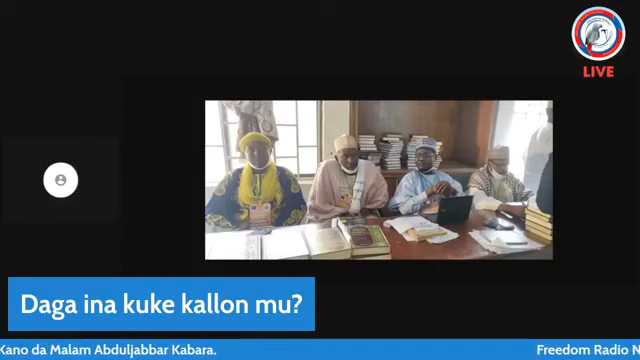 LIVE
Daga ina kuke kallon mu?
Kano da Malam Abduljabbar Kabara.
Freedom Radio N